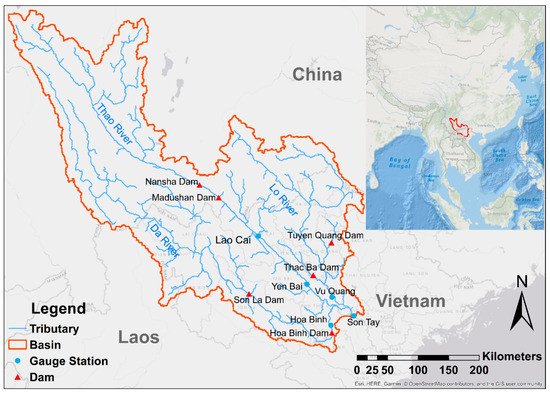 China
Thao River
Nansha Dam
Madushan Dam
Lo River
Da River
Lao Cai
Tuyen Quang Dam
Thac Ba Dam
Yen Bai
Vu Quang
Son La Dam
Hoa Binh
Hoa Binh Dam
Son Tay
Vietnam
Laos
Legend
Tributary
Basin
Gauge Station
Dam
N
0 25 50 100 150 200
Kilometers
Esri, HERE, Garmin, © OpenStreetMap contributors, and the GIS user community
Bay of
Bengal